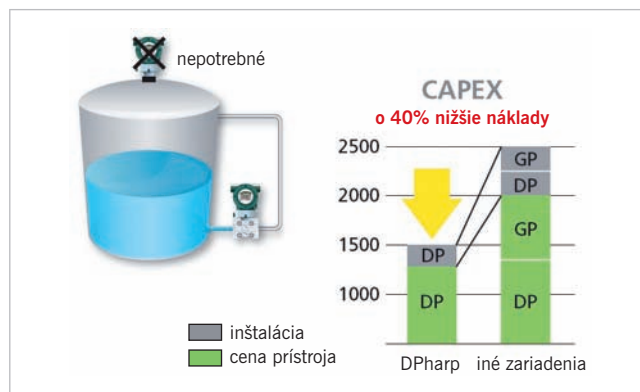 nepotrebné
CAPEX
o 40% nižšie náklady
2500
2000
1500
1000
GP
DP
GP
DP
DP
DP
inštalácia
cena prístroja
DPharp
iné zariadenia